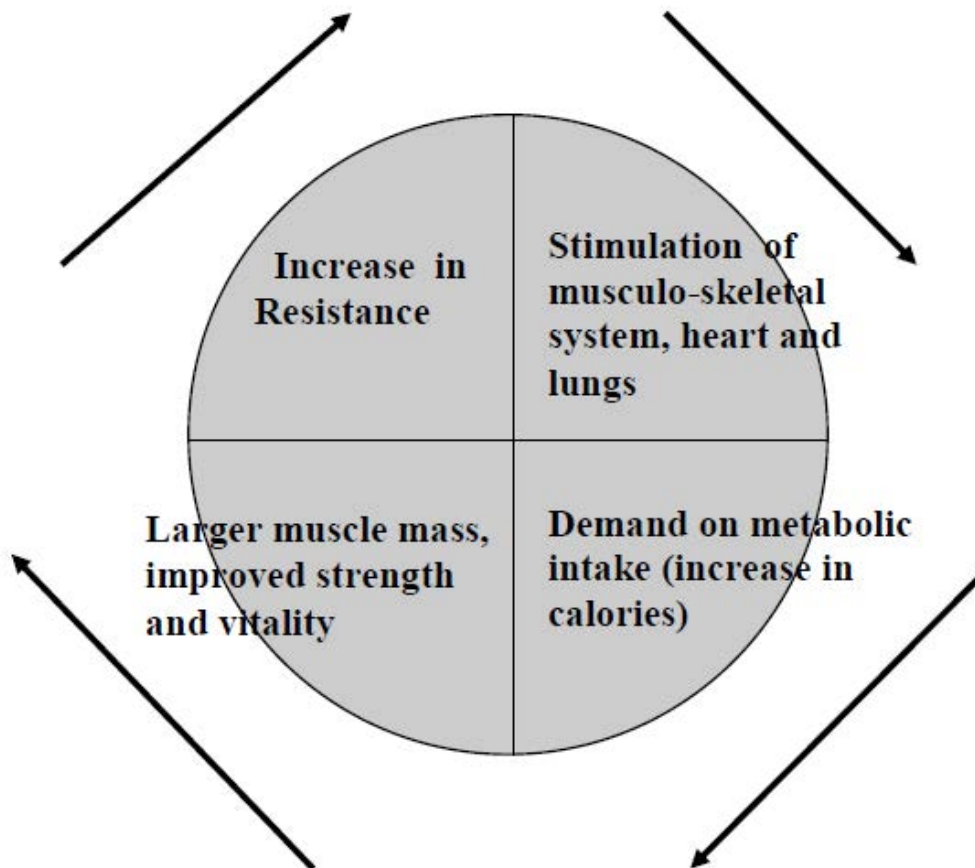 Increase in
Resistance
Stimulation of
musculo-skeletal
system, heart and
lungs
Larger muscle mass,
improved strength
and vitality
Demand on metabolic
intake (increase in
calories)